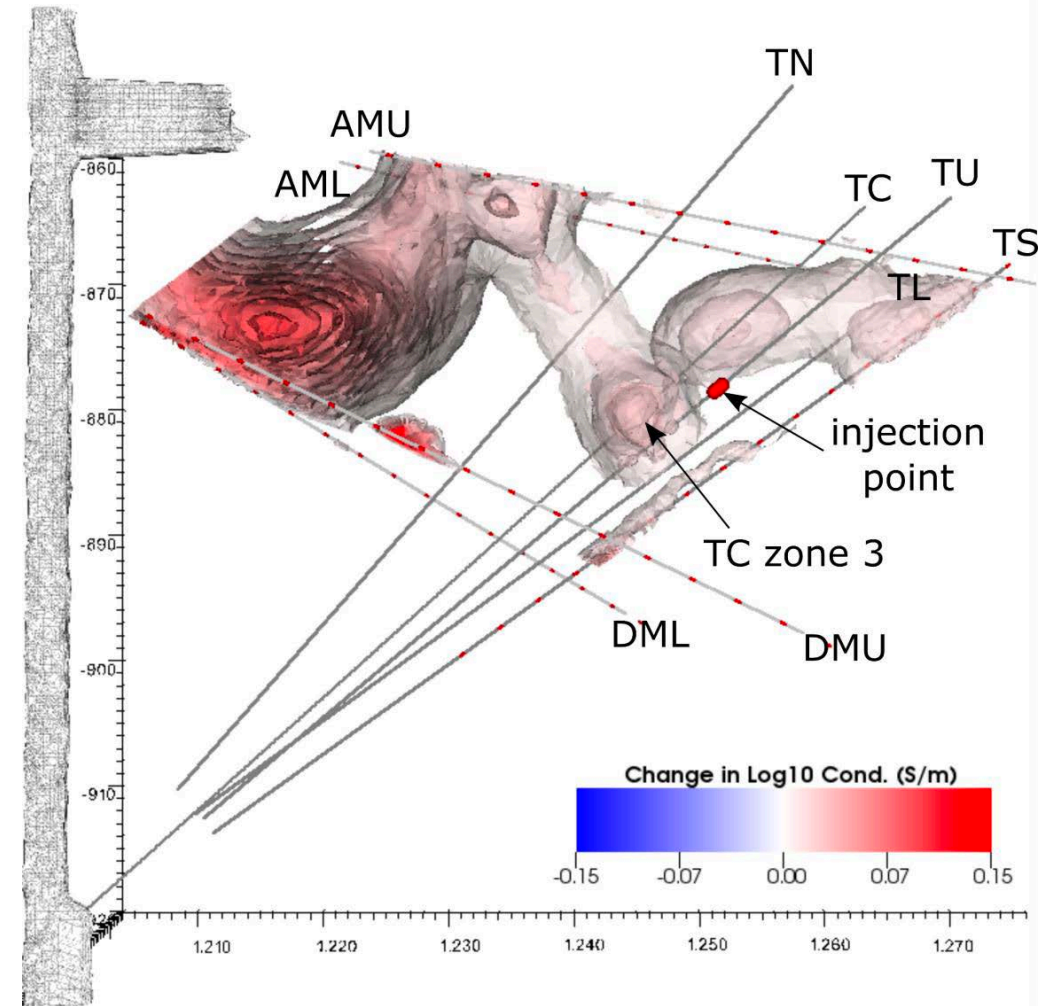 TN
AMU
-860
AML
TC
TU
TS
-870
TL
-880
injection
point
-890
TC zone 3
DML
DMU
-900
Change in Log10 Cond. (S/m)
-910
-0.15 -0.07 0.00 0.07 0.15
1.210 1.220 1.230 1.240 1.250 1.260 1.270